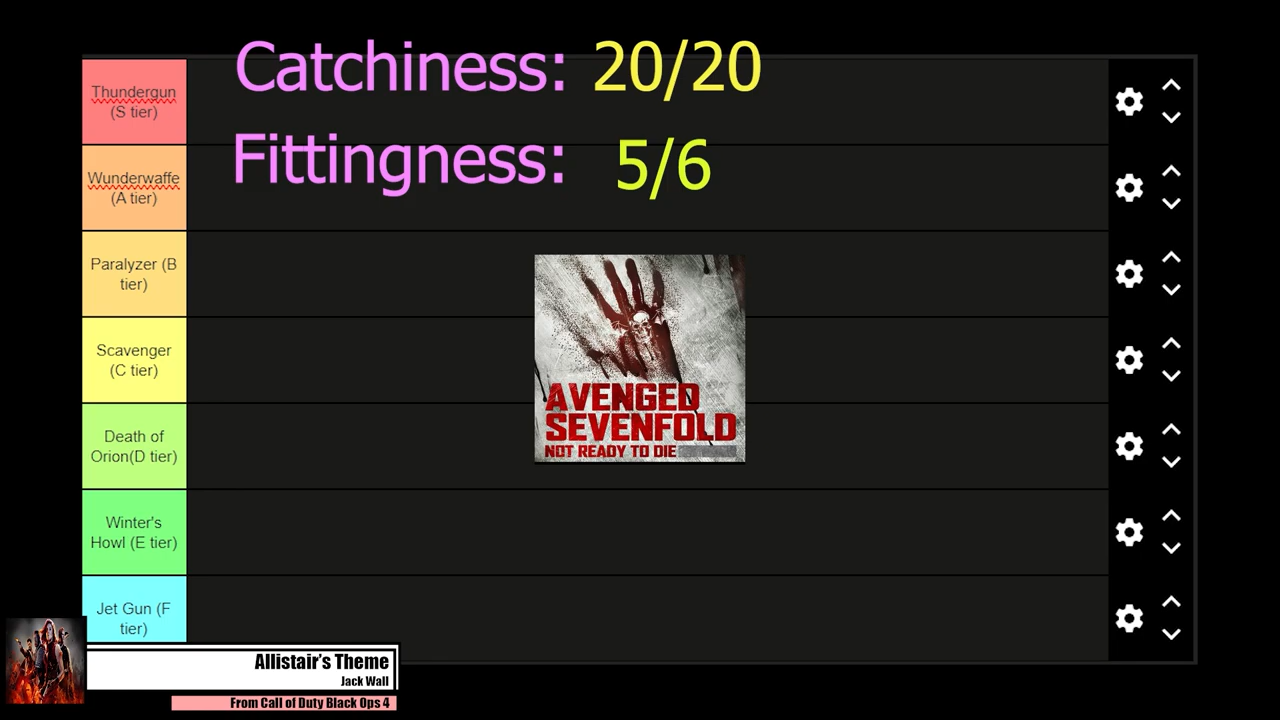 Catchiness: 20/20
Fittingness: 5/6
Thundergun
(S tier)
Wunderwaffe
(A tier)
Paralyzer (B
tier)
Scavenger
(C tier)
Death of
Orion(D tier)
Winter's
Howl (E tier)
Jet Gun (F
tier)
AVENGED
SEVENFOLD
NOT READY TO DIE
Allistair's Theme
Jack Wall
From Call of Duty Black Ops 4